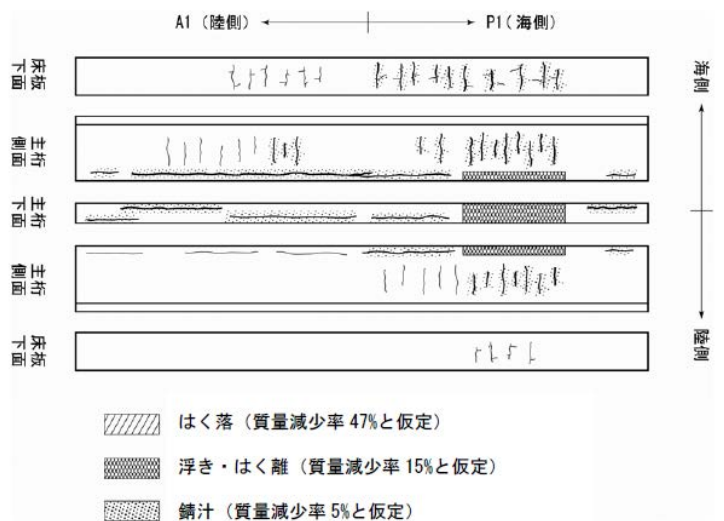 A1（陸側）
P1（海側）
床板下面
海側
主桁側面
主桁下面
主桁側面
陸側
床板下面
はく落（質量減少率 47%と仮定）
浮き・はく離（質量減少率 15%と仮定）
錆汁（質量減少率 5%と仮定）